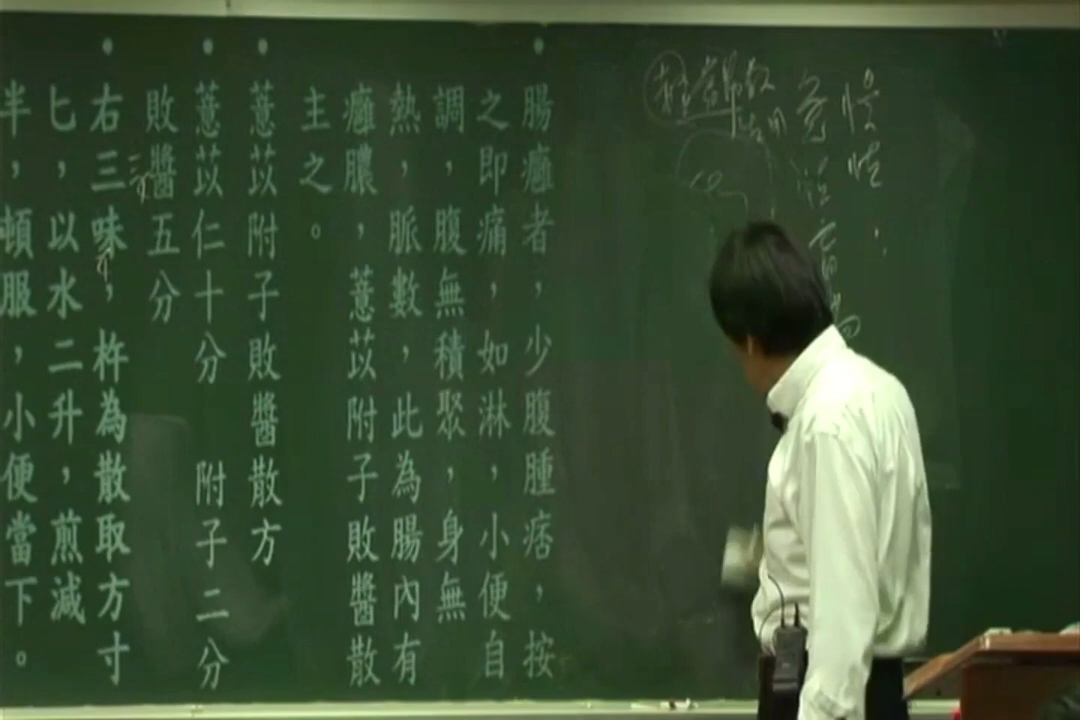 • 腸癰者，少腹腫痞，按
之即痛，如淋，小便自
調，腹無積聚，身無
熱，脈數，此為腸內有
癰膿，薏苡附子敗醬散
主之。
• 薏苡附子敗醬散方
• 薏苡仁十分 附子二分
敗醬五分
• 右三味，杵為散取方寸
七，以水二升，煎減
半，頓服，小便當下。